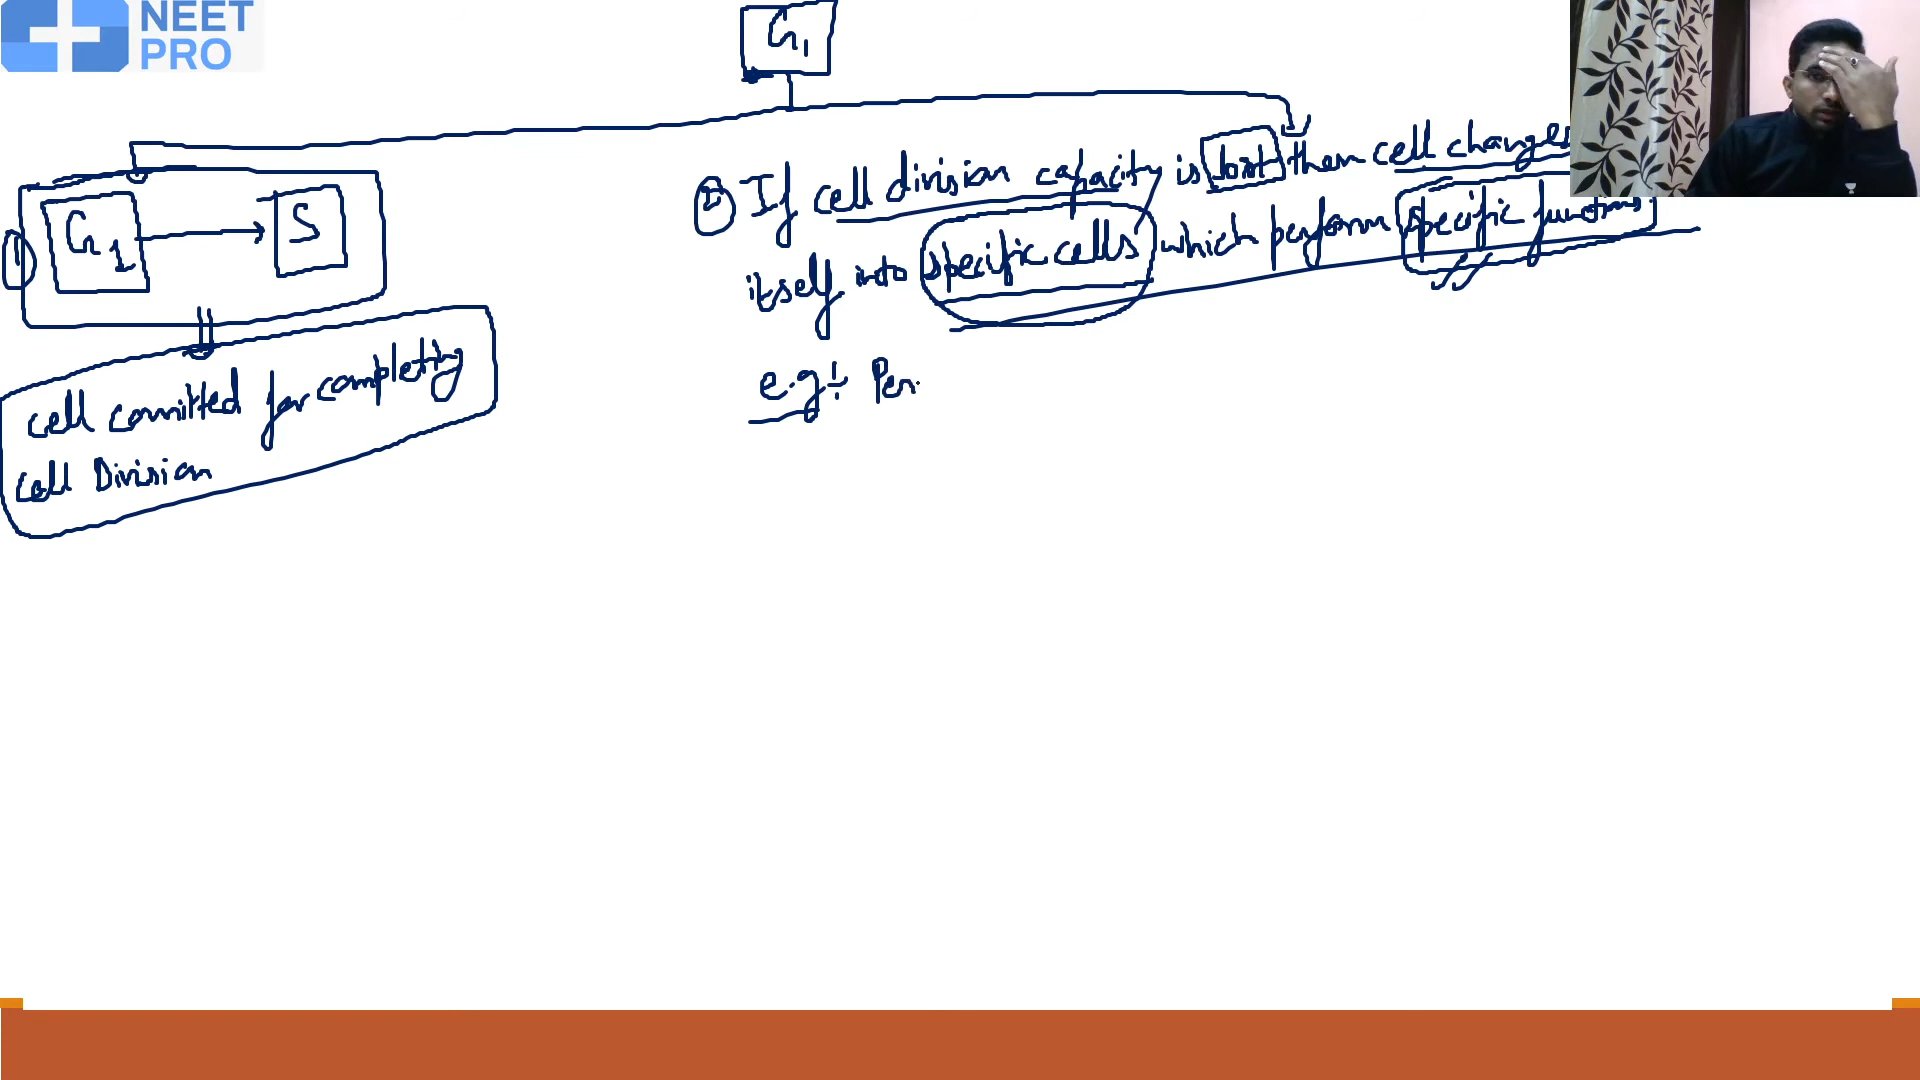 NEET
PRO
G1
① G1 → S
cell committed for completing
cell Division
② If cell division capacity is lost then cell changes
itself into specific cells which perform specific functions.
e.g:- Per